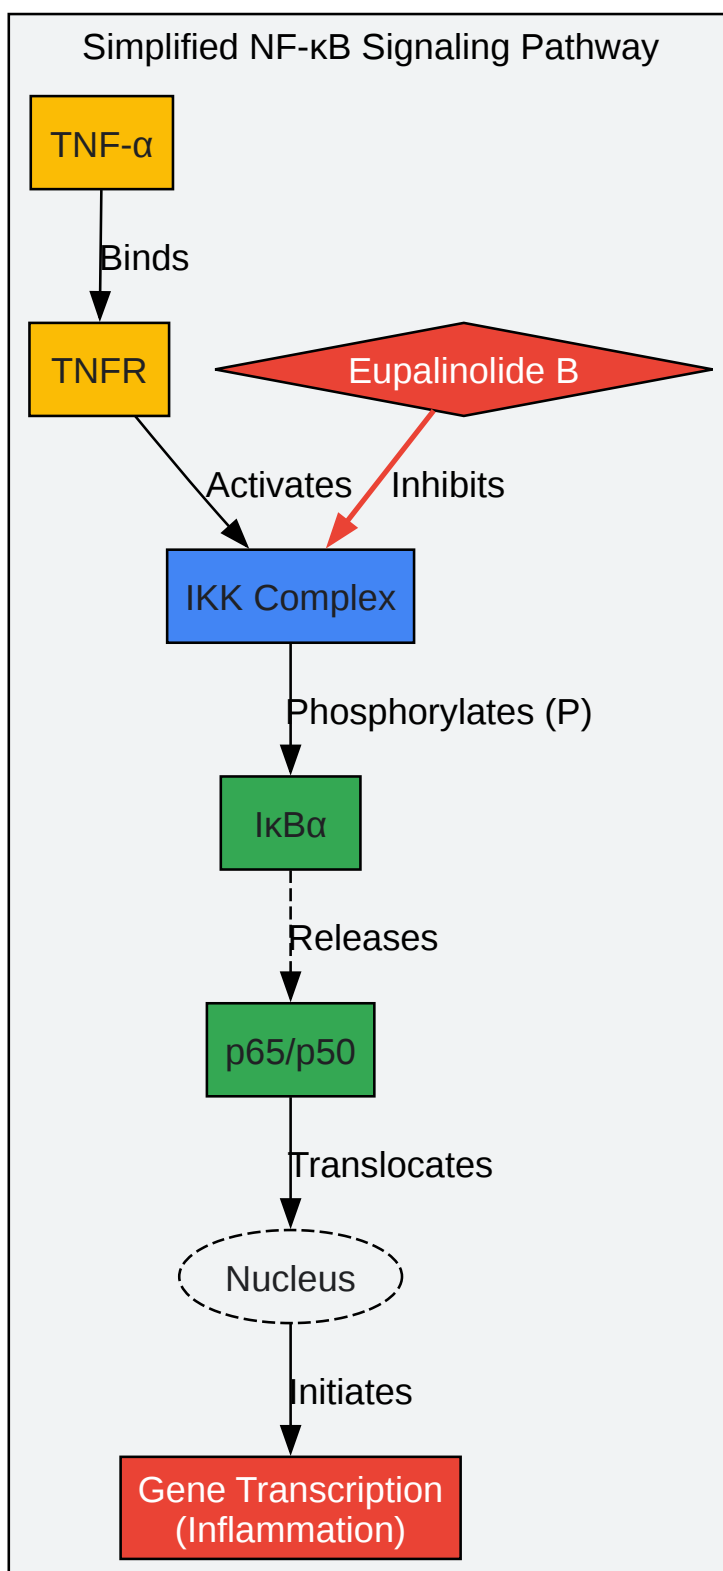 Simplified NF-κB Signaling Pathway
TNF-α
Binds
TNFR
Eupalinolide B
Activates
Inhibits
IKK Complex
Phosphorylates (P)
IκBα
Releases
p65/p50
Translocates
Nucleus
Initiates
Gene Transcription
(Inflammation)